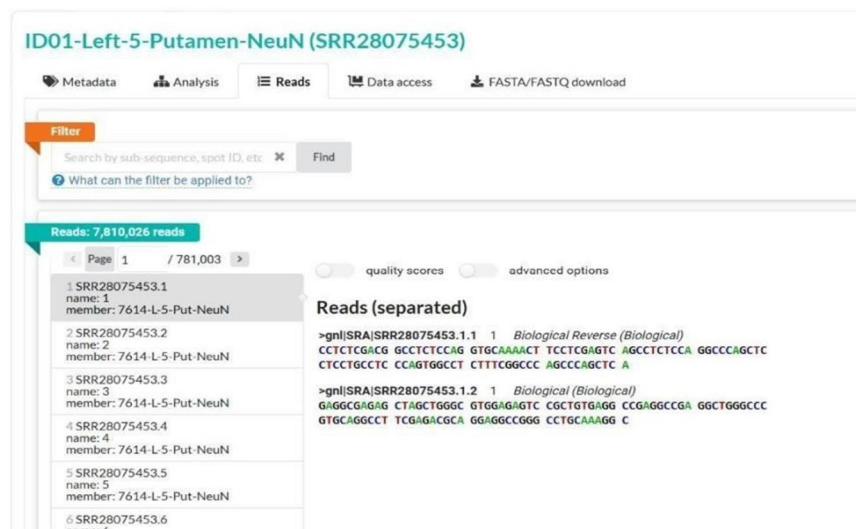 ID01-Left-5-Putamen-NeuN (SRR28075453)
Metadata Analysis Reads Data access FASTA/FASTQ download
Filter
Search by sub-sequence, spot ID, etc Find
What can the filter be applied to?
Reads: 7,810,026 reads
Page 1 / 781,003
1 SRR28075453.1
name: 1
member: 7614-L-5-Put-NeuN
2 SRR28075453.2
name: 2
member: 7614-L-5-Put-NeuN
3 SRR28075453.3
name: 3
member: 7614-L-5-Put-NeuN
4 SRR28075453.4
name: 4
member: 7614-L-5-Put-NeuN
5 SRR28075453.5
name: 5
member: 7614-L-5-Put-NeuN
6 SRR28075453.6
quality scores advanced options
Reads (separated)
>gnl|SRA|SRR28075453.1.1 1 Biological Reverse (Biological)
CCTCTCGACG GCCTCTCCAG GTGCAAAACT TCCTCGAGTC AGCCTCTCCA GGCCCAGCTC
CTCCTGCCTC CCCAGTGGCCT CTTTCGGCCC AGCCCAGCTC A
>gnl|SRA|SRR28075453.1.2 1 Biological (Biological)
GAGGCGAGAG CTAGCTGGGC GTGGAGAGTC CGCTGTGAGG CCGAGGCCGA GGCTGGGCCC
GTGCAGGCCT TCGAGACGCA GGAGGCCGGG CCTGCAAAGG C